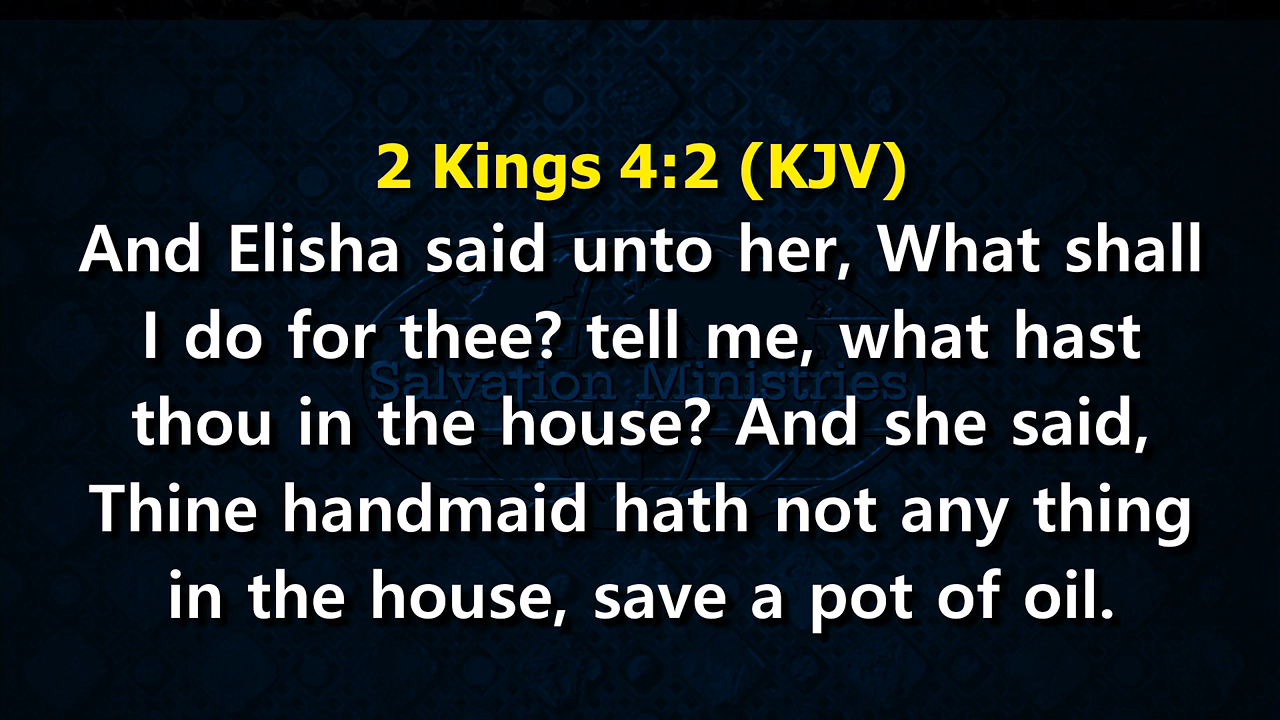 2 Kings 4:2 (KJV)
And Elisha said unto her, What shall
I do for thee? tell me, what hast
Salvation Ministries
thou in the house? And she said,
Thine handmaid hath not any thing
in the house, save a pot of oil.